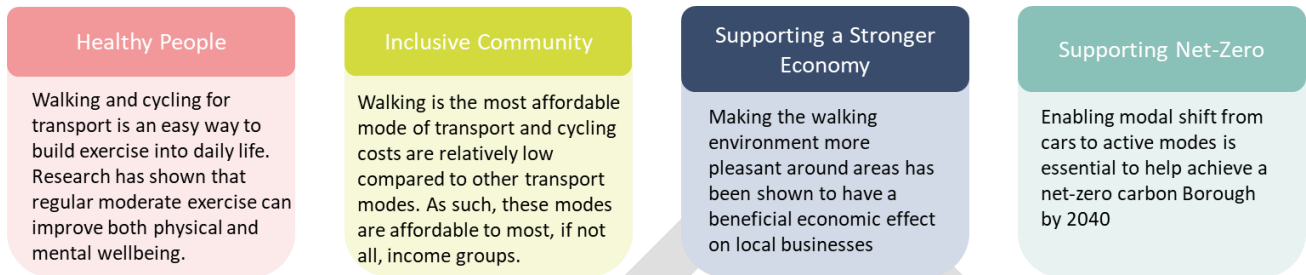 Healthy People
Walking and cycling for
transport is an easy way to
build exercise into daily life.
Research has shown that
regular moderate exercise can
improve both physical and
mental wellbeing.
Inclusive Community
Walking is the most affordable
mode of transport and cycling
costs are relatively low
compared to other transport
modes. As such, these modes
are affordable to most, if not
all, income groups.
Supporting a Stronger
Economy
Making the walking
environment more
pleasant around areas has
been shown to have a
beneficial economic effect
on local businesses
Supporting Net-Zero
Enabling modal shift from
cars to active modes is
essential to help achieve a
net-zero carbon Borough
by 2040